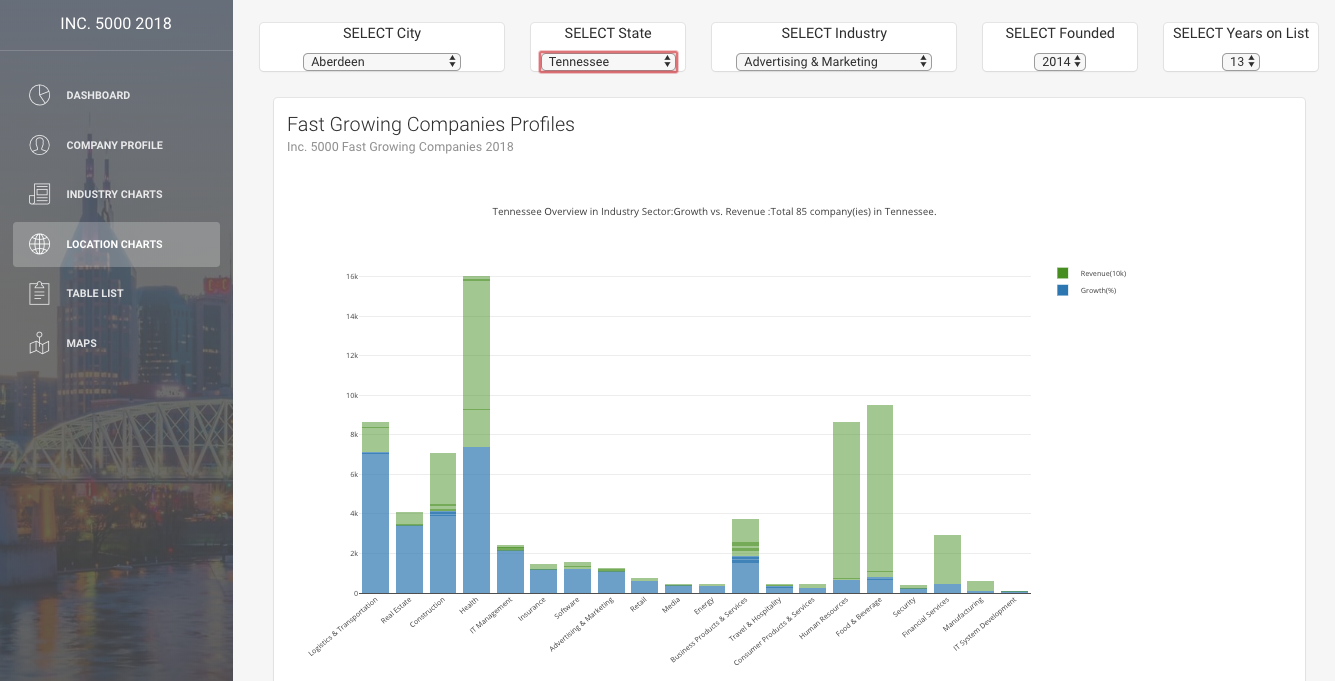 INC. 5000 2018
DASHBOARD
COMPANY PROFILE
INDUSTRY CHARTS
LOCATION CHARTS
TABLE LIST
MAPS
SELECT City
Aberdeen
SELECT State
Tennessee
SELECT Industry
Advertising & Marketing
SELECT Founded
2014
SELECT Years on List
13
Fast Growing Companies Profiles
Inc. 5000 Fast Growing Companies 2018
Tennessee Overview in Industry Sector:Growth vs. Revenue :Total 85 company(ies) in Tennessee.
Revenue(10k)
Growth(%)
16k
14k
12k
10k
8k
6k
4k
2k
0
Logistics & Transportation
Real Estate
Construction
Health
IT Management
Insurance
Software
Advertising & Marketing
Retail
Media
Energy
Business Products & Services
Travel & Hospitality
Consumer Products & Services
Human Resources
Food & Beverage
Security
Financial Services
Manufacturing
IT System Development